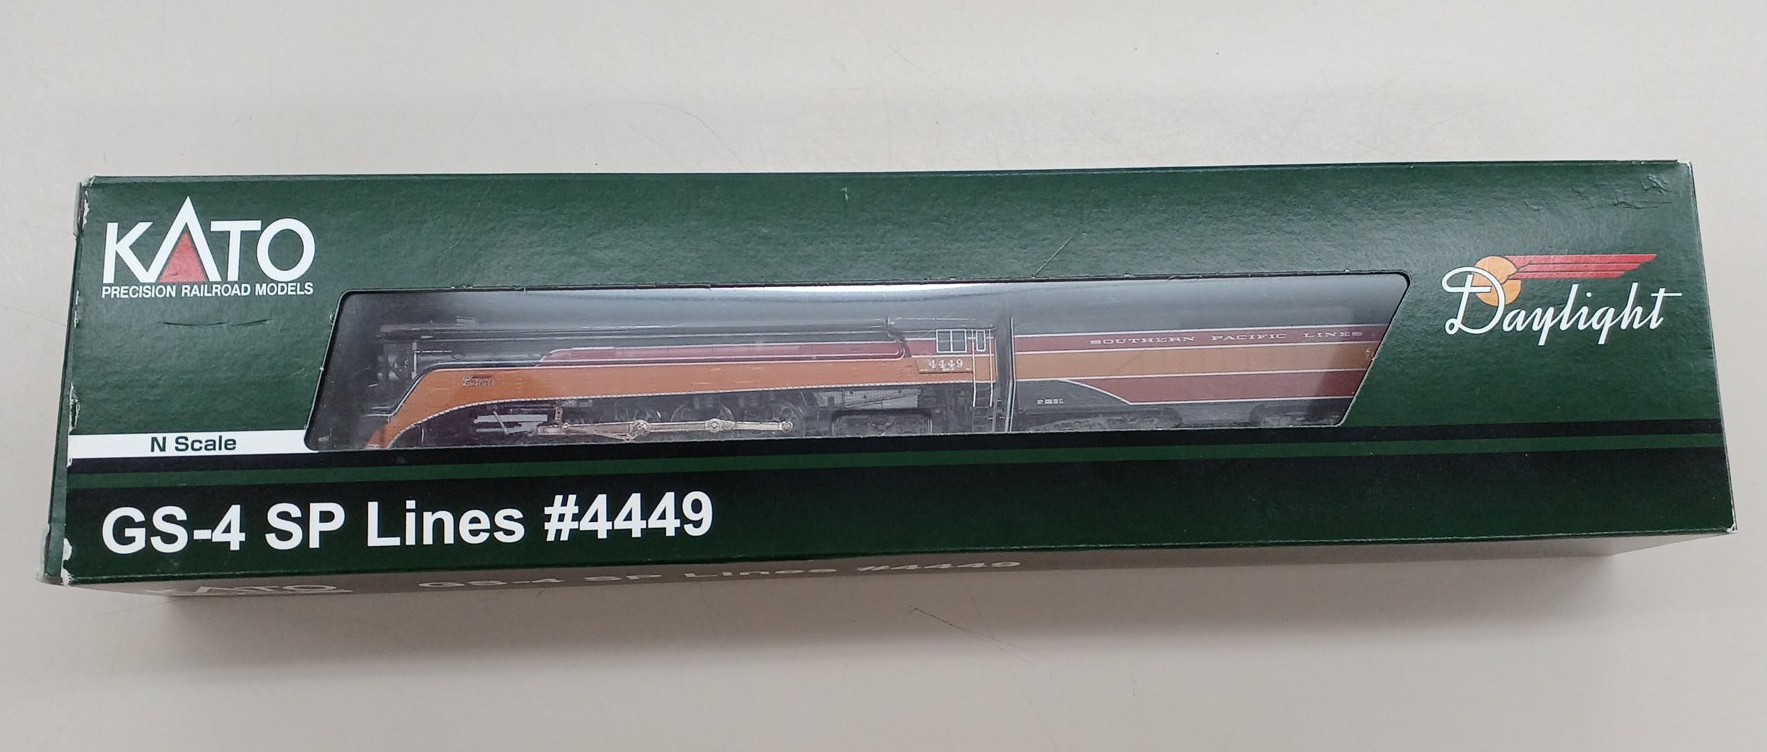 KATO
PRECISION RAILROAD MODELS
Daylight
Daylight
4449
SOUTHERN PACIFIC LINES
N Scale
GS-4 SP Lines #4449
KATO
GS-4 SP Lines #4449